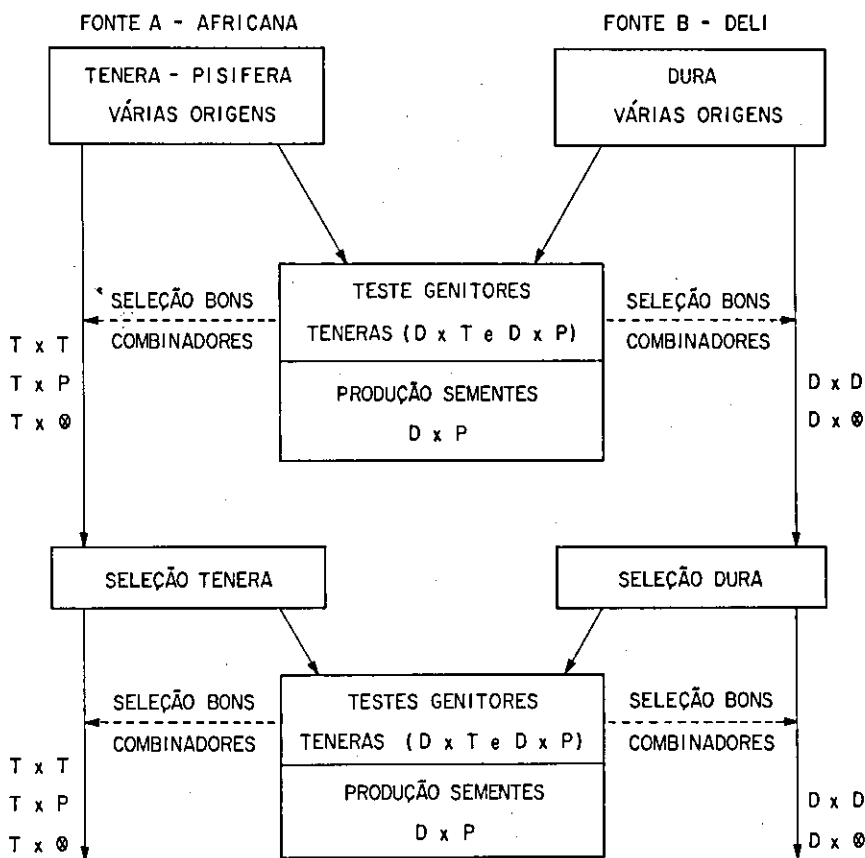 FONTE A - AFRICANA
FONTE B - DELI
TENERA - PISIFERA
VÁRIAS ORIGENS
DURA
VÁRIAS ORIGENS
TESTE GENITORES
TENERAS (D x T e D x P)
SELEÇÃO BONS
COMBINADORES
SELEÇÃO BONS
COMBINADORES
PRODUÇÃO SEMENTES
D x P
T x T
T x P
T x ⊗
D x D
D x ⊗
SELEÇÃO TENERA
SELEÇÃO DURA
TESTES GENITORES
TENERAS (D x T e D x P)
SELEÇÃO BONS
COMBINADORES
SELEÇÃO BONS
COMBINADORES
PRODUÇÃO SEMENTES
D x P
T x T
T x P
T x ⊗
D x D
D x ⊗